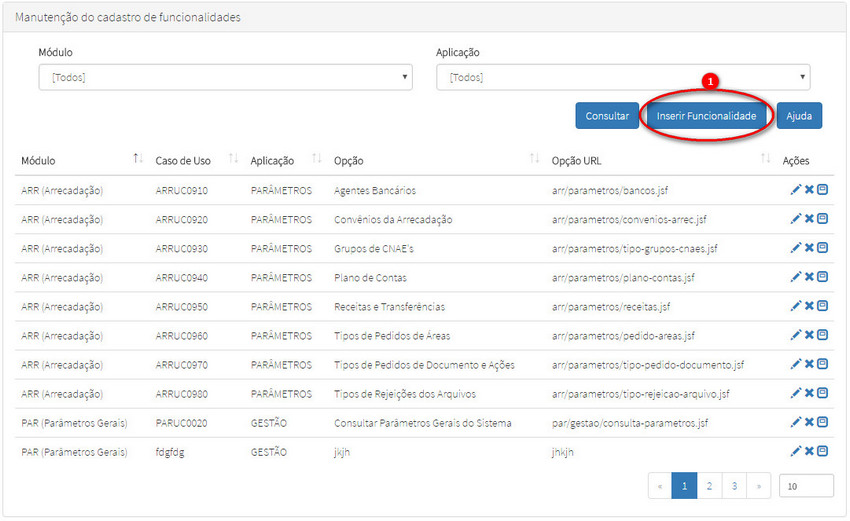 Manutenção do cadastro de funcionalidades
Módulo Aplicação
[Todos] [Todos]
1
Consultar Inserir Funcionalidade Ajuda
Módulo Caso de Uso Aplicação Opção Opção URL Ações
ARR (Arrecadação) ARRUC0910 PARÂMETROS Agentes Bancários arr/parametros/bancos.jsf
ARR (Arrecadação) ARRUC0920 PARÂMETROS Convênios da Arrecadação arr/parametros/convenios-arrec.jsf
ARR (Arrecadação) ARRUC0930 PARÂMETROS Grupos de CNAE's arr/parametros/tipo-grupos-cnaes.jsf
ARR (Arrecadação) ARRUC0940 PARÂMETROS Plano de Contas arr/parametros/plano-contas.jsf
ARR (Arrecadação) ARRUC0950 PARÂMETROS Receitas e Transferências arr/parametros/receitas.jsf
ARR (Arrecadação) ARRUC0960 PARÂMETROS Tipos de Pedidos de Áreas arr/parametros/pedido-areas.jsf
ARR (Arrecadação) ARRUC0970 PARÂMETROS Tipos de Pedidos de Documento e Ações arr/parametros/tipo-pedido-documento.jsf
ARR (Arrecadação) ARRUC0980 PARÂMETROS Tipos de Rejeições dos Arquivos arr/parametros/tipo-rejeicao-arquivo.jsf
PAR (Parâmetros Gerais) PARUC0020 GESTÃO Consultar Parâmetros Gerais do Sistema par/gestao/consulta-parametros.jsf
PAR (Parâmetros Gerais) fdgfdg GESTÃO jkjh jhkjh
« 1 2 3 » 10